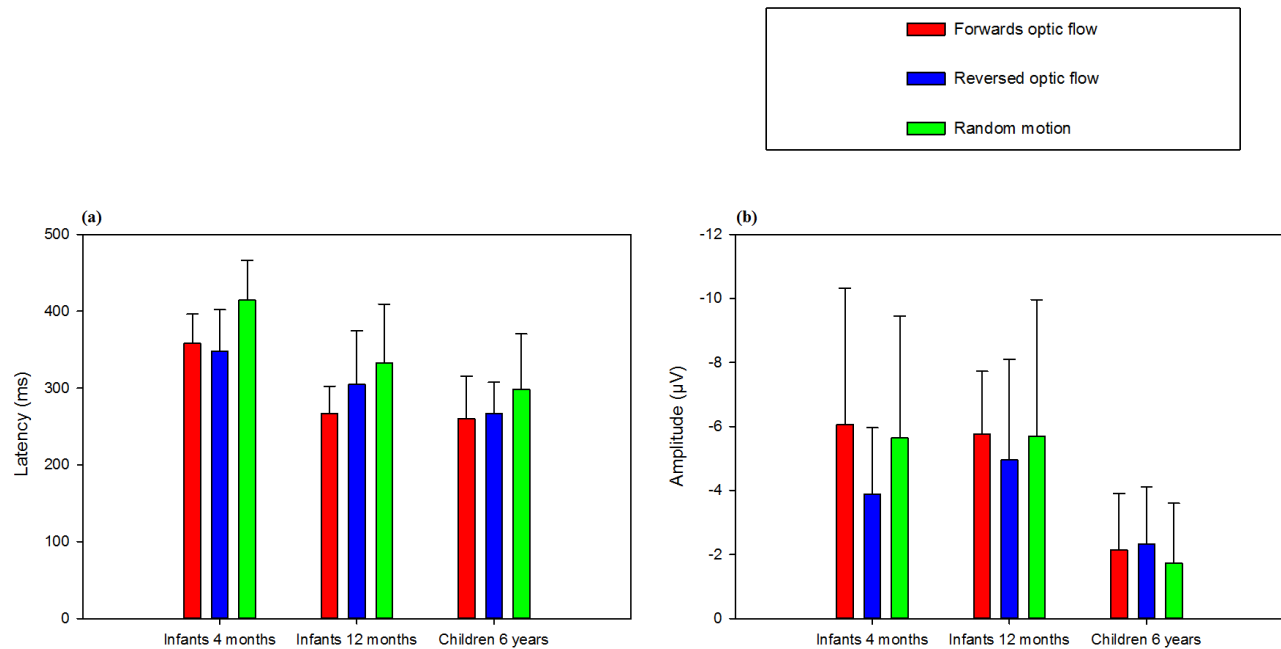 Forwards optic flow
Reversed optic flow
Random motion
(a)
500
400
300
200
100
0
Latency (ms)
Infants 4 months
Infants 12 months
Children 6 years
(b)
-12
-10
-8
-6
-4
-2
0
Amplitude (µV)
Infants 4 months
Infants 12 months
Children 6 years